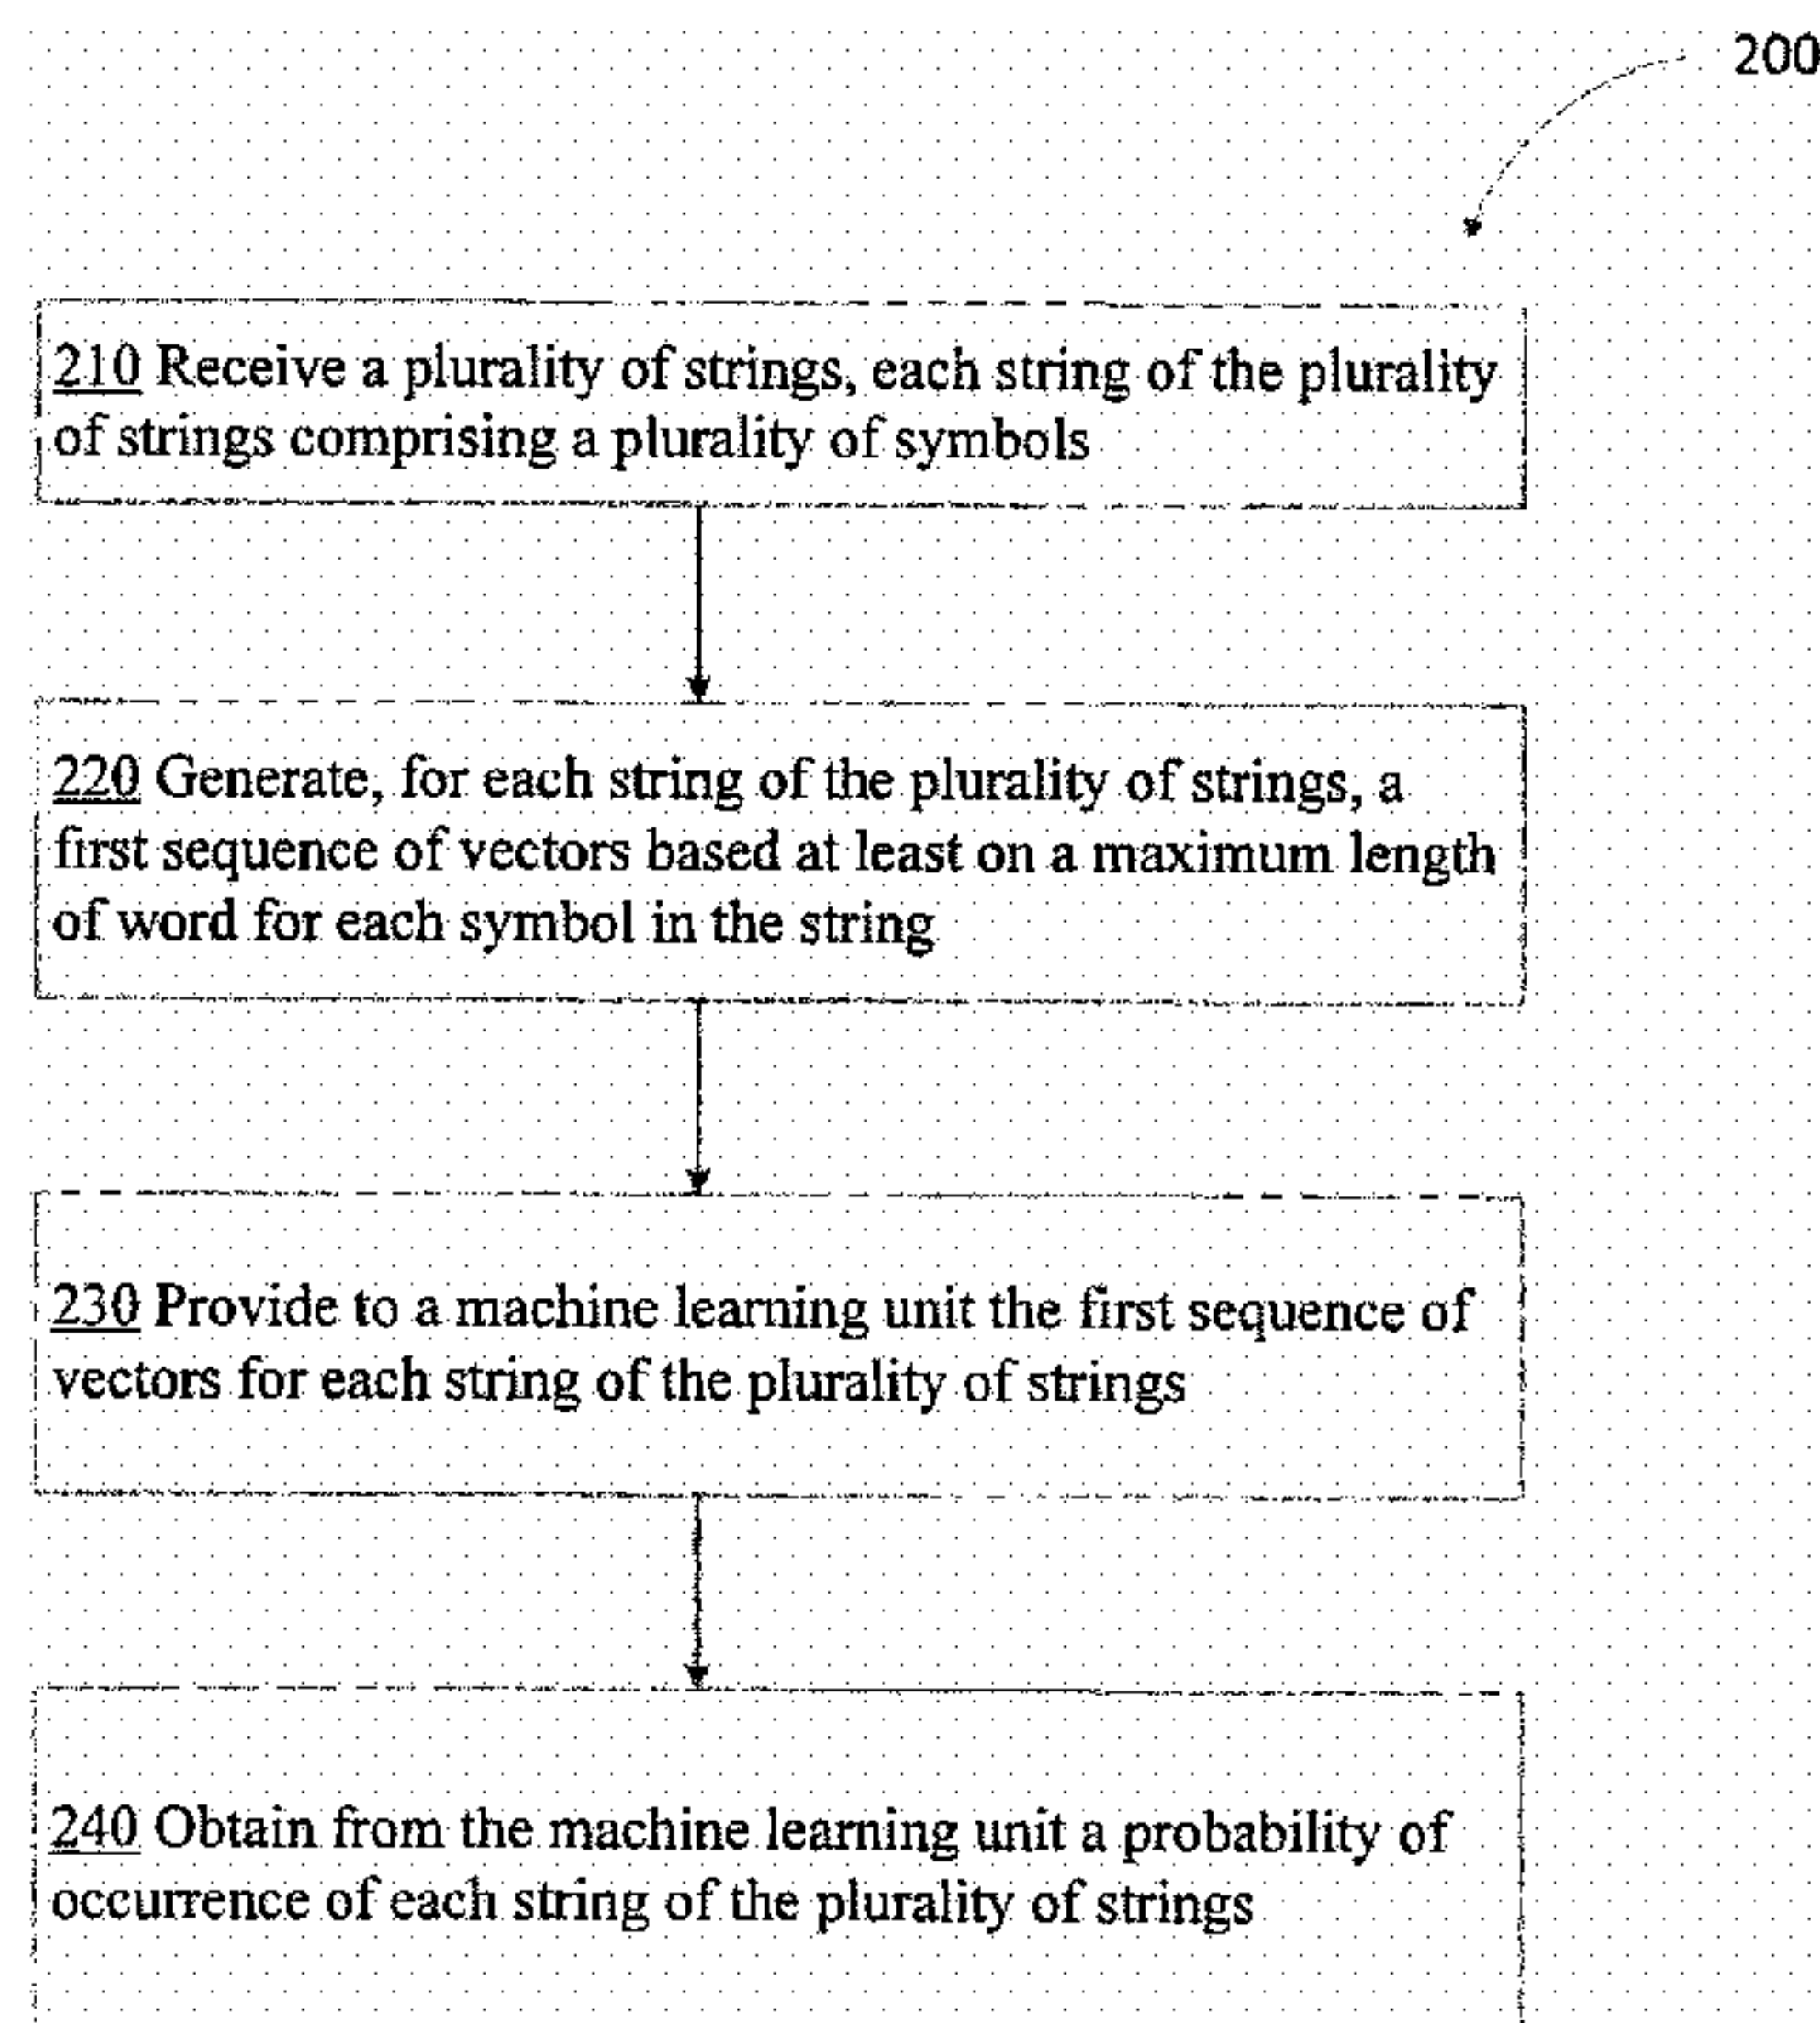 200
210 Receive a plurality of strings, each string of the plurality
of strings comprising a plurality of symbols
220 Generate, for each string of the plurality of strings, a
first sequence of vectors based at least on a maximum length
of word for each symbol in the string
230 Provide to a machine learning unit the first sequence of
vectors for each string of the plurality of strings
240 Obtain from the machine learning unit a probability of
occurrence of each string of the plurality of strings